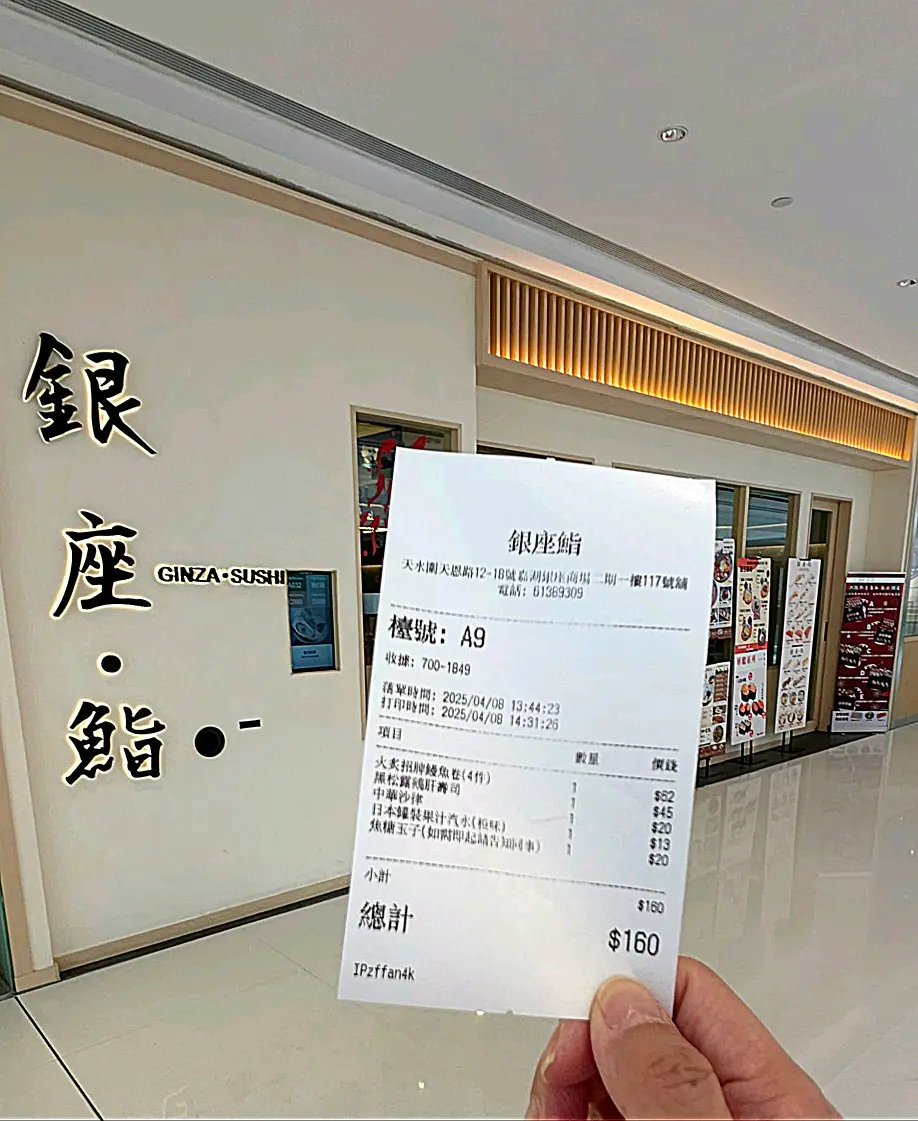 銀座・鮨
GINZA・SUSHI
銀座鮨
天水圍天恩路12-18號嘉湖銀座商場二期一樓117號舖
電話: 61389309
檯號: A9
收據: 700-1849
落單時間: 2025/04/08 13:44:23
打印時間: 2025/04/08 14:31:26
項目 數量 價錢
火炙招牌鰻魚卷(4件) 1 $62
黑松露鵝肝壽司 1 $45
中華沙律 1 $20
日本罐裝果汁汽水(橙味) 1 $13
焦糖玉子(如需即起請告知同事) 1 $20
小計 $160
總計 $160
IPzffan4k